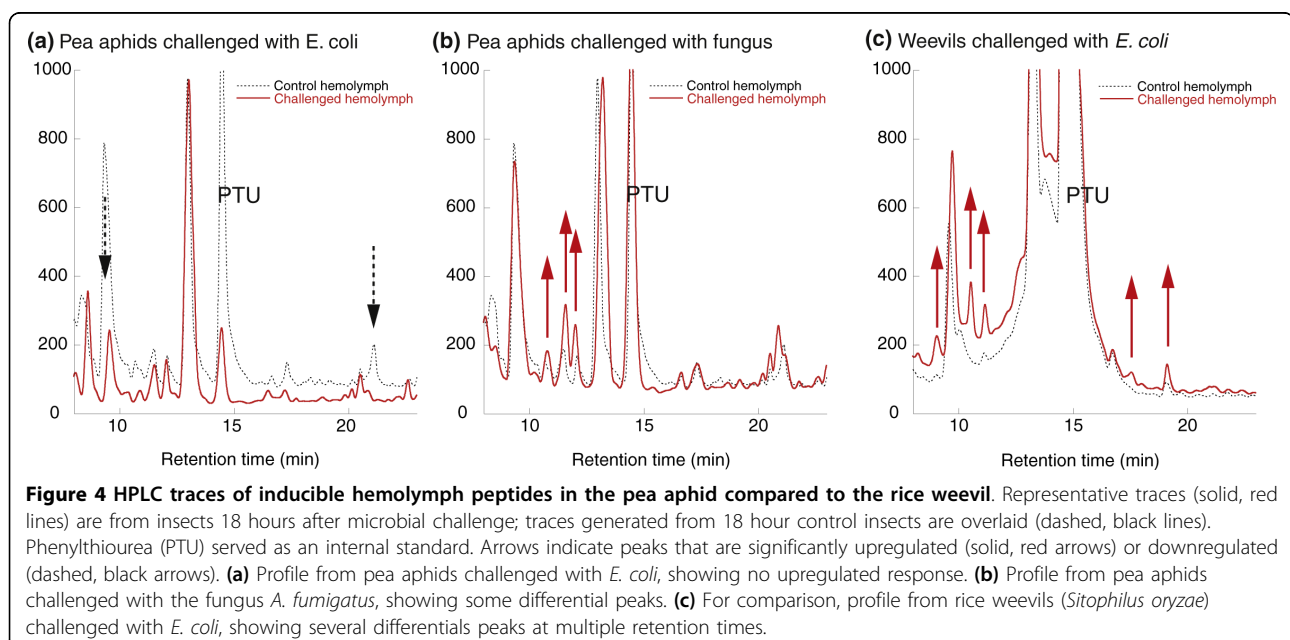 (a) Pea aphids challenged with E. coli
1000
800
600
400
200
0
10
15
20
Control hemolymph
Challenged hemolymph
PTU
Retention time (min)
(b) Pea aphids challenged with fungus
1000
800
600
400
200
0
10
15
20
Control hemolymph
Challenged hemolymph
PTU
Retention time (min)
(c) Weevils challenged with E. coli
1000
800
600
400
200
0
10
15
20
Control hemolymph
Challenged hemolymph
PTU
Retention time (min)
Figure 4 HPLC traces of inducible hemolymph peptides in the pea aphid compared to the rice weevil. Representative traces (solid, red
lines) are from insects 18 hours after microbial challenge; traces generated from 18 hour control insects are overlaid (dashed, black lines).
Phenylthiourea (PTU) served as an internal standard. Arrows indicate peaks that are significantly upregulated (solid, red arrows) or downregulated
(dashed, black arrows). (a) Profile from pea aphids challenged with E. coli, showing no upregulated response. (b) Profile from pea aphids
challenged with the fungus A. fumigatus, showing some differential peaks. (c) For comparison, profile from rice weevils (Sitophilus oryzae)
challenged with E. coli, showing several differentials peaks at multiple retention times.